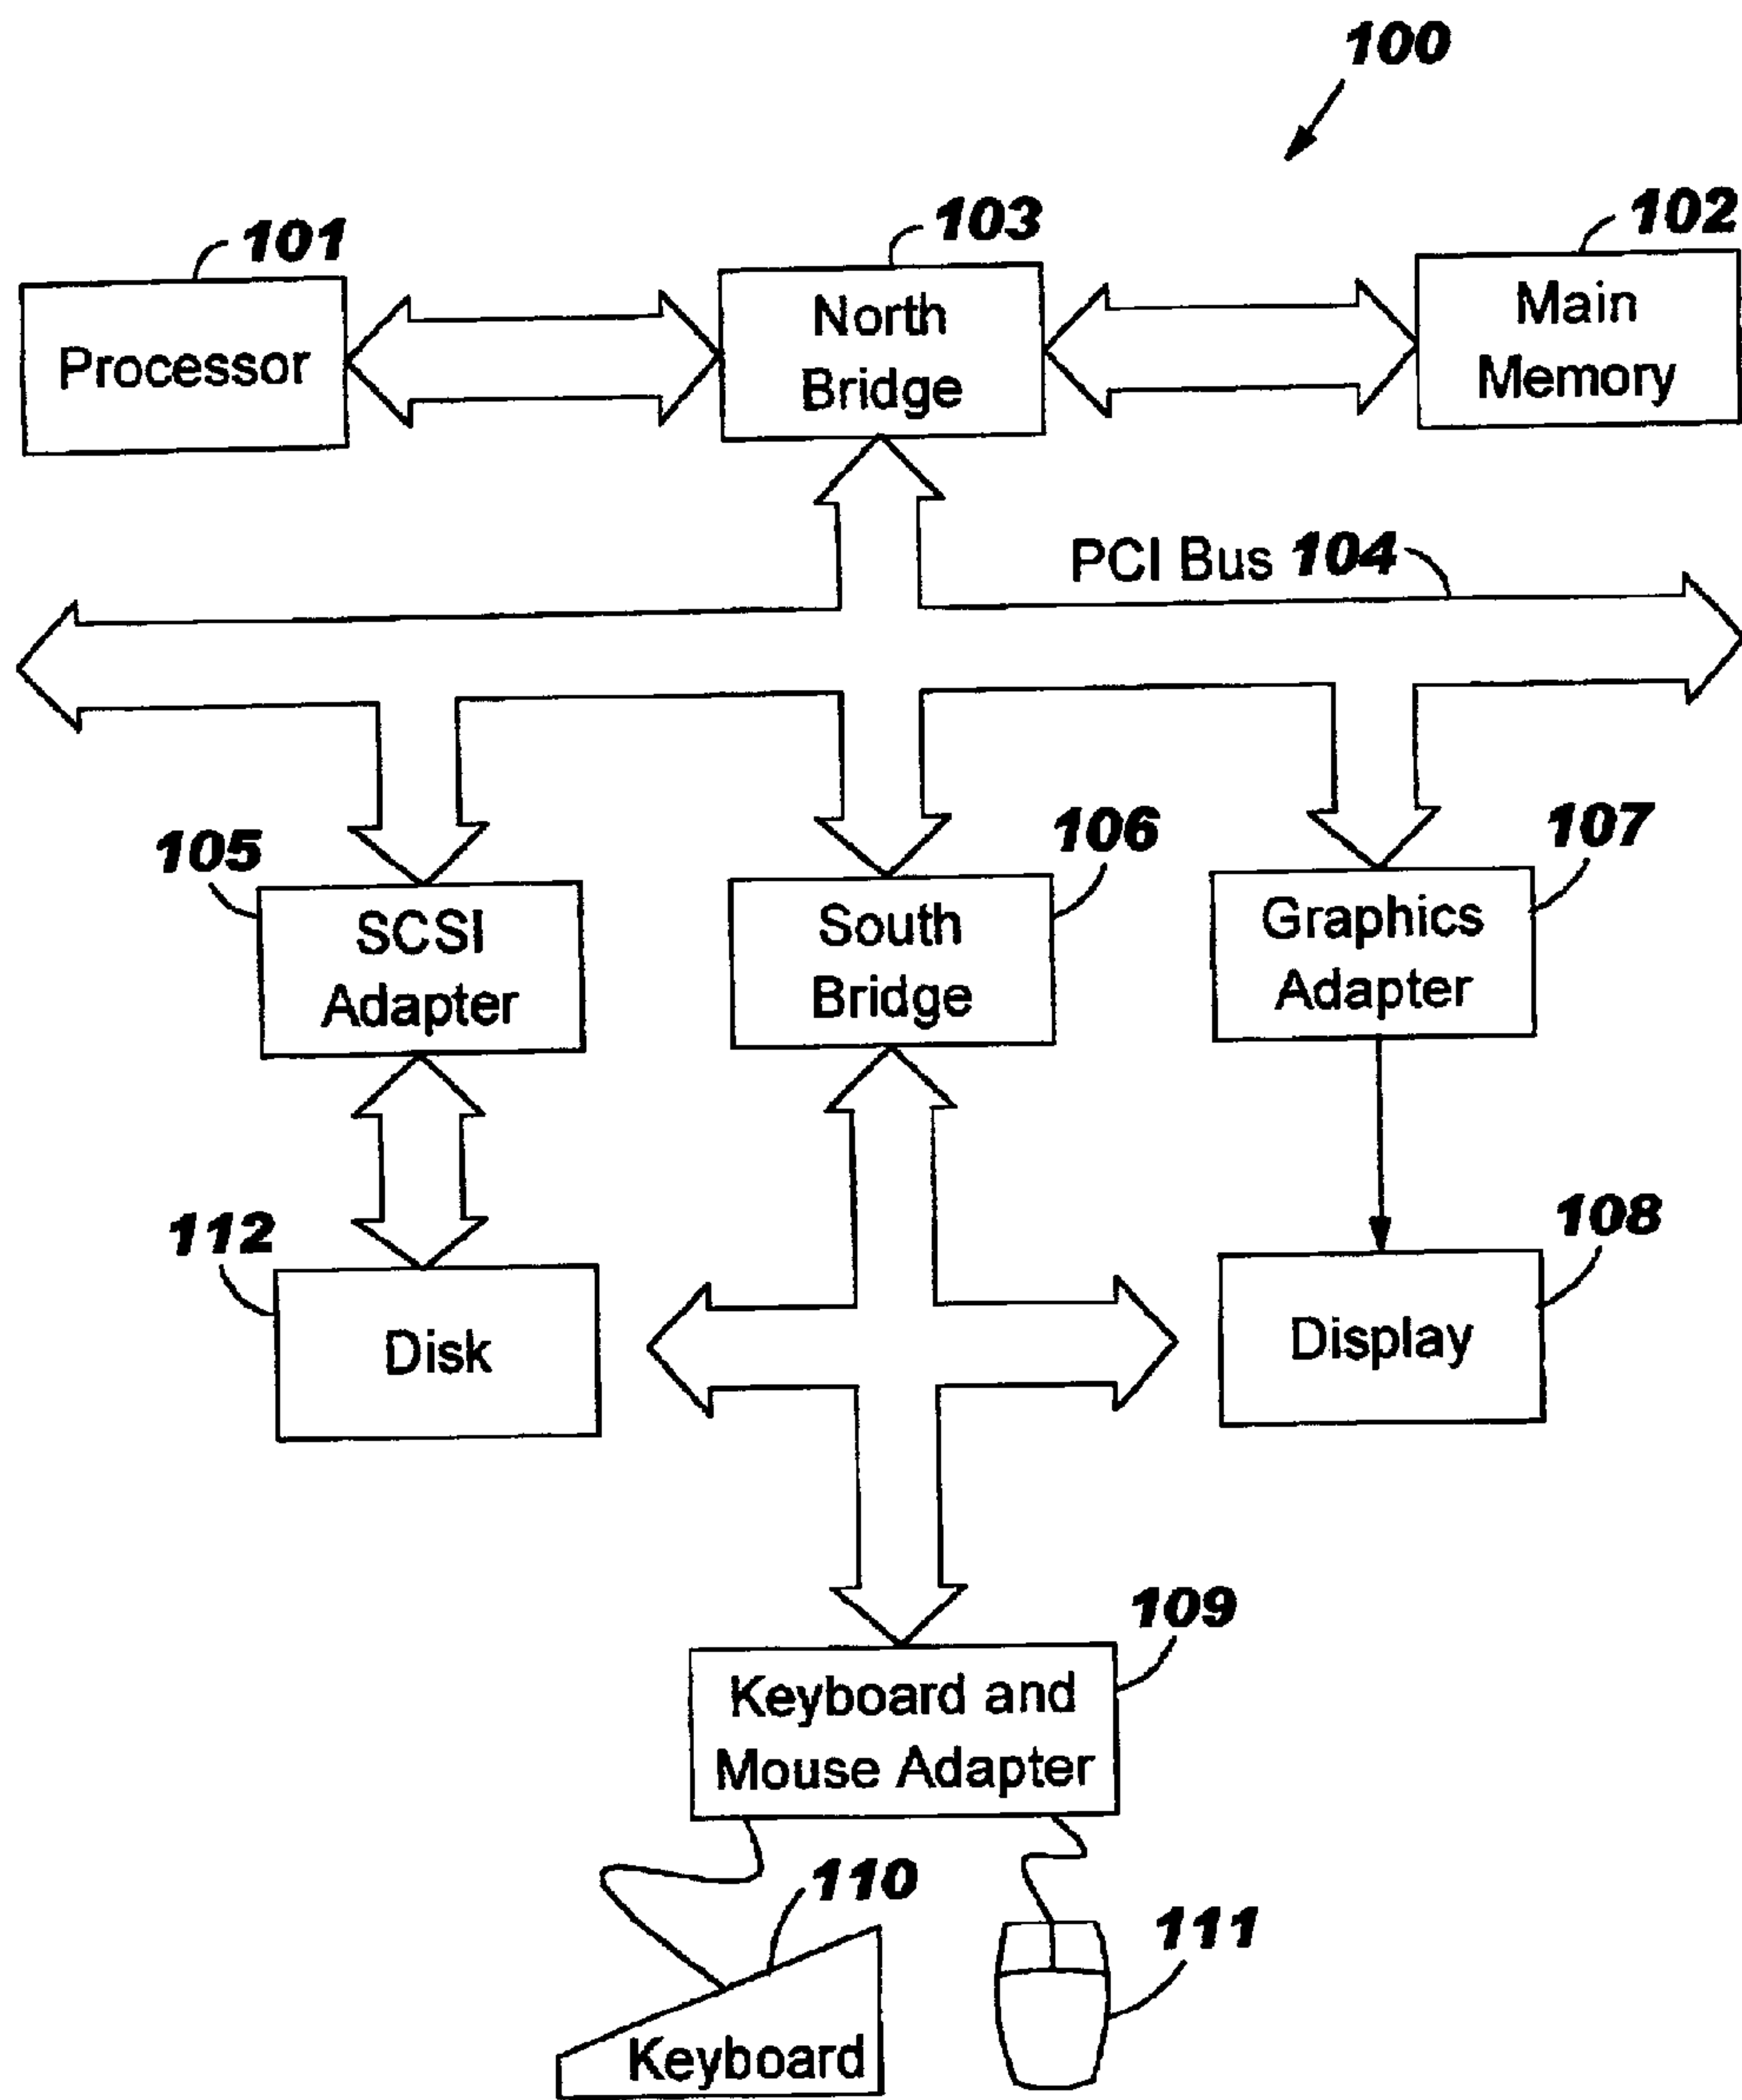 100
101
103
102
Processor
North
Bridge
Main
Memory
PCI Bus 104
105
106
107
SCSI
Adapter
South
Bridge
Graphics
Adapter
112
108
Disk
Display
109
Keyboard and
Mouse Adapter
110
111
Keyboard